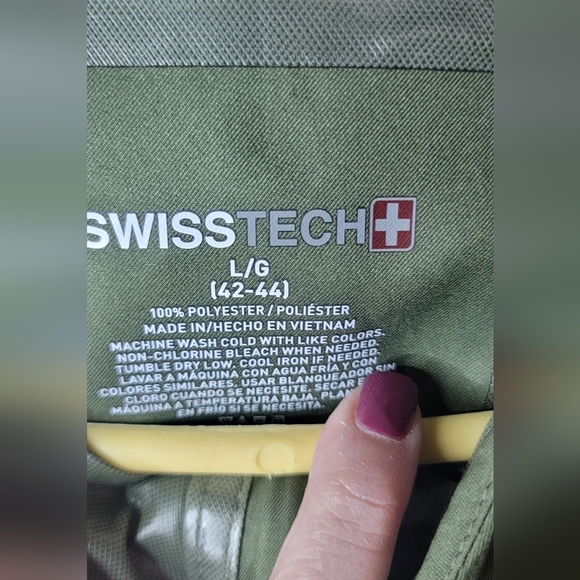 SWISSTECH
L/G
(42-44)
100% POLYESTER / POLIÉSTER
MADE IN/HECHO EN VIETNAM
MACHINE WASH COLD WITH LIKE COLORS.
NON-CHLORINE BLEACH WHEN NEEDED.
TUMBLE DRY LOW. COOL IRON IF NEEDED.
LAVAR A MÁQUINA CON AGUA FRÍA Y CON
COLORES SIMILARES. USAR BLANQUEADOR SIN
CLORO CUANDO SE NECESITE. SECAR
MÁQUINA A TEMPERATURA BAJA.
EN FRÍO SI SE NECESITA.